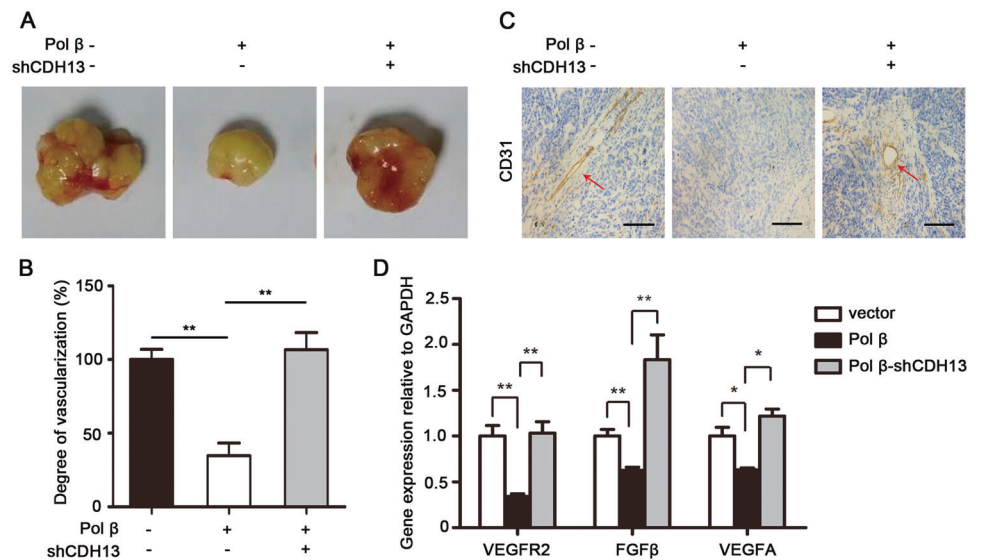 A
Pol β - + +
shCDH13 - - +
C
Pol β - + +
shCDH13 - - +
CD31
B
Degree of vascularization (%)
150
100
50
0
** **
Pol β - + +
shCDH13 - - +
D
Gene expression relative to GAPDH
2.5
2.0
1.5
1.0
0.5
0
** ** ** ** * *
VEGFR2 FGFβ VEGFA
vector
Pol β
Pol β-shCDH13